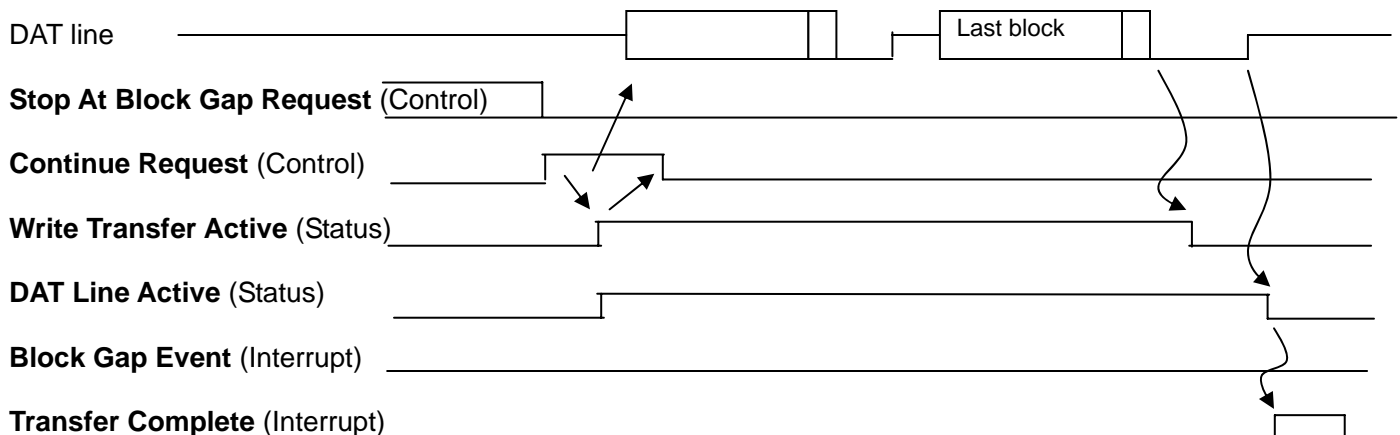 DAT line
Last block
Stop At Block Gap Request (Control)
Continue Request (Control)
Write Transfer Active (Status)
DAT Line Active (Status)
Block Gap Event (Interrupt)
Transfer Complete (Interrupt)